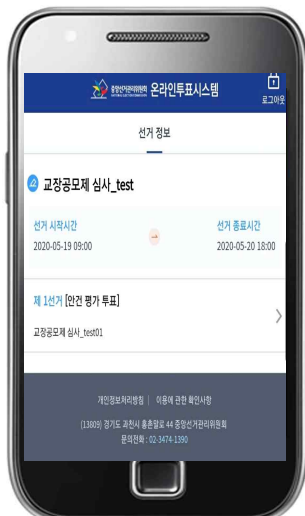 중앙선거관리위원회 온라인투표시스템
로그아웃
선거 정보
교장공모제 심사_test
선거 시작시간
선거 종료시간
2020-05-19 09:00
2020-05-20 18:00
제 1선거 [안건 평가 투표]
교장공모제 심사_test01
개인정보처리방침 | 이용에 관한 확인사항
(13809) 경기도 과천시 홍촌말로 44 중앙선거관리위원회
문의전화 : 02-3474-1390